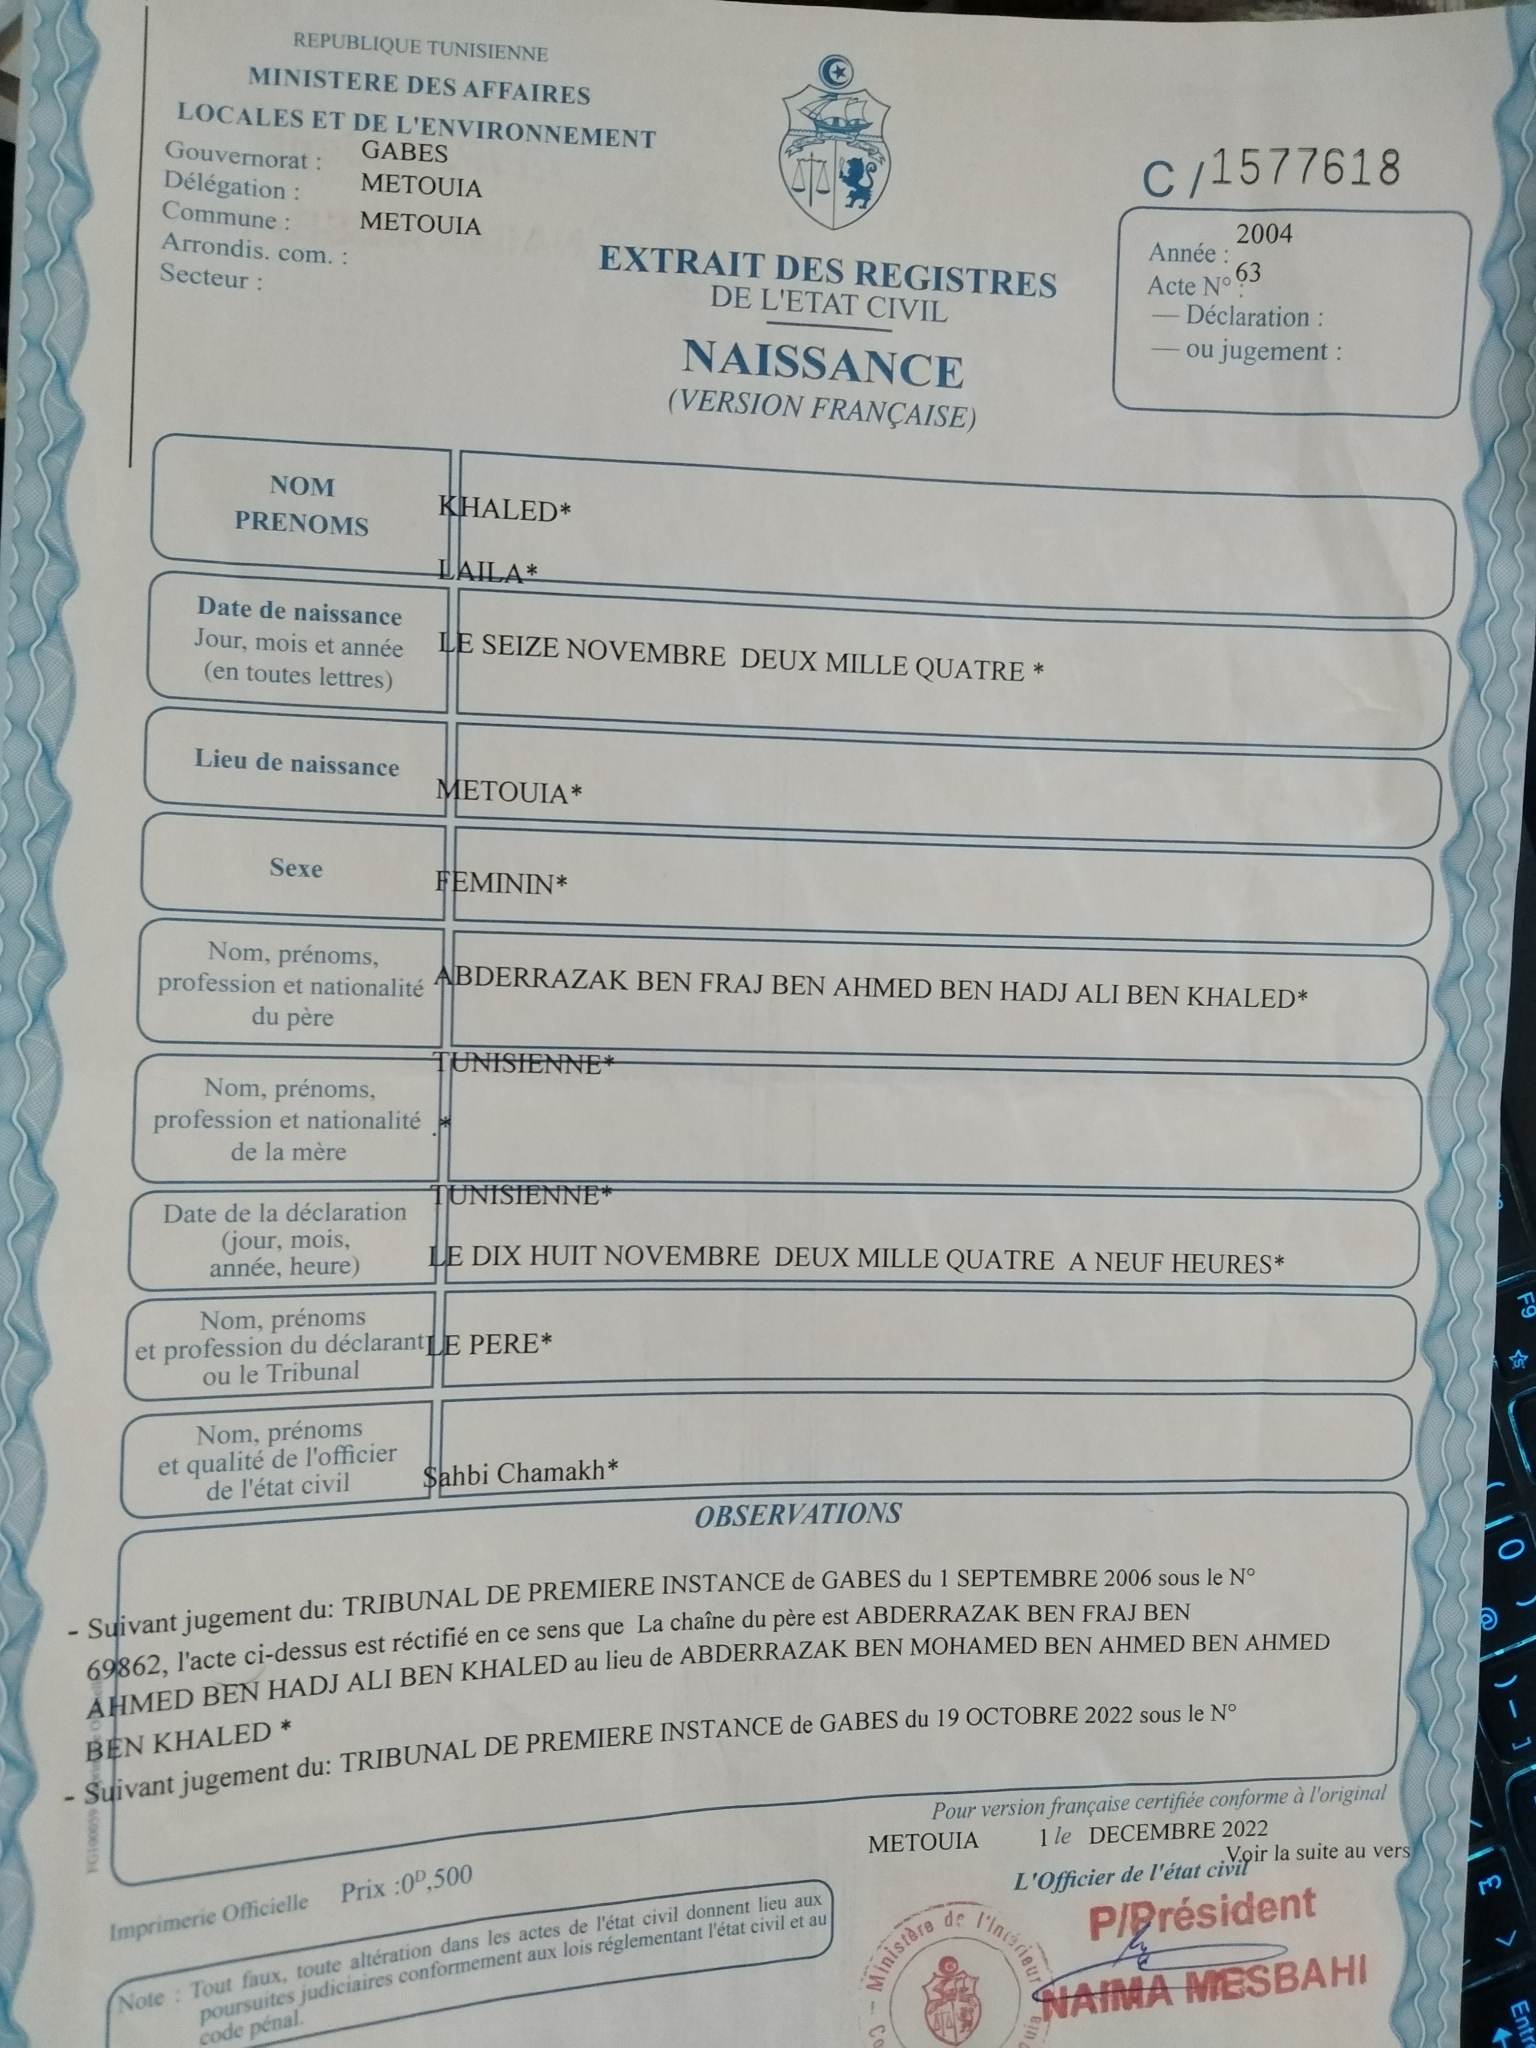 REPUBLIQUE TUNISIENNE
MINISTERE DES AFFAIRES
LOCALES ET DE L'ENVIRONNEMENT
Gouvernorat : GABES
Délégation : METOUIA
Commune : METOUIA
Arrondis. com. :
Secteur :
C / 1577618
Année : 2004
Acte N° : 63
— Déclaration :
— ou jugement :
EXTRAIT DES REGISTRES
DE L'ETAT CIVIL
NAISSANCE
(VERSION FRANÇAISE)
NOM
PRENOMS
KHALED*
LAILA*
Date de naissance
Jour, mois et année
(en toutes lettres)
LE SEIZE NOVEMBRE DEUX MILLE QUATRE *
Lieu de naissance
METOUIA*
Sexe
FEMININ*
Nom, prénoms,
profession et nationalité
du père
ABDERRAZAK BEN FRAJ BEN AHMED BEN HADJ ALI BEN KHALED*
TUNISIENNE*
Nom, prénoms,
profession et nationalité
de la mère
.*
TUNISIENNE*
Date de la déclaration
(jour, mois,
année, heure)
LE DIX HUIT NOVEMBRE DEUX MILLE QUATRE A NEUF HEURES*
Nom, prénoms
et profession du déclarant
ou le Tribunal
LE PERE*
Nom, prénoms
et qualité de l'officier
de l'état civil
Sahbi Chamakh*
OBSERVATIONS
- Suivant jugement du: TRIBUNAL DE PREMIERE INSTANCE de GABES du 1 SEPTEMBRE 2006 sous le N°
69862, l'acte ci-dessus est réctifié en ce sens que La chaîne du père est ABDERRAZAK BEN FRAJ BEN
AHMED BEN HADJ ALI BEN KHALED au lieu de ABDERRAZAK BEN MOHAMED BEN AHMED BEN AHMED
BEN KHALED *
- Suivant jugement du: TRIBUNAL DE PREMIERE INSTANCE de GABES du 19 OCTOBRE 2022 sous le N°
Pour version française certifiée conforme à l'original
METOUIA 1 le DECEMBRE 2022
Voir la suite au vers
L'Officier de l'état civil
P/Président
NAIMA MESBAHI
Ministère de l'Intérieur
Imprimerie Officielle Prix :0D,500
Note : Tout faux, toute altération dans les actes de l'état civil donnent lieu aux
poursuites judiciaires conformement aux lois réglementant l'état civil et au
code pénal.
F9